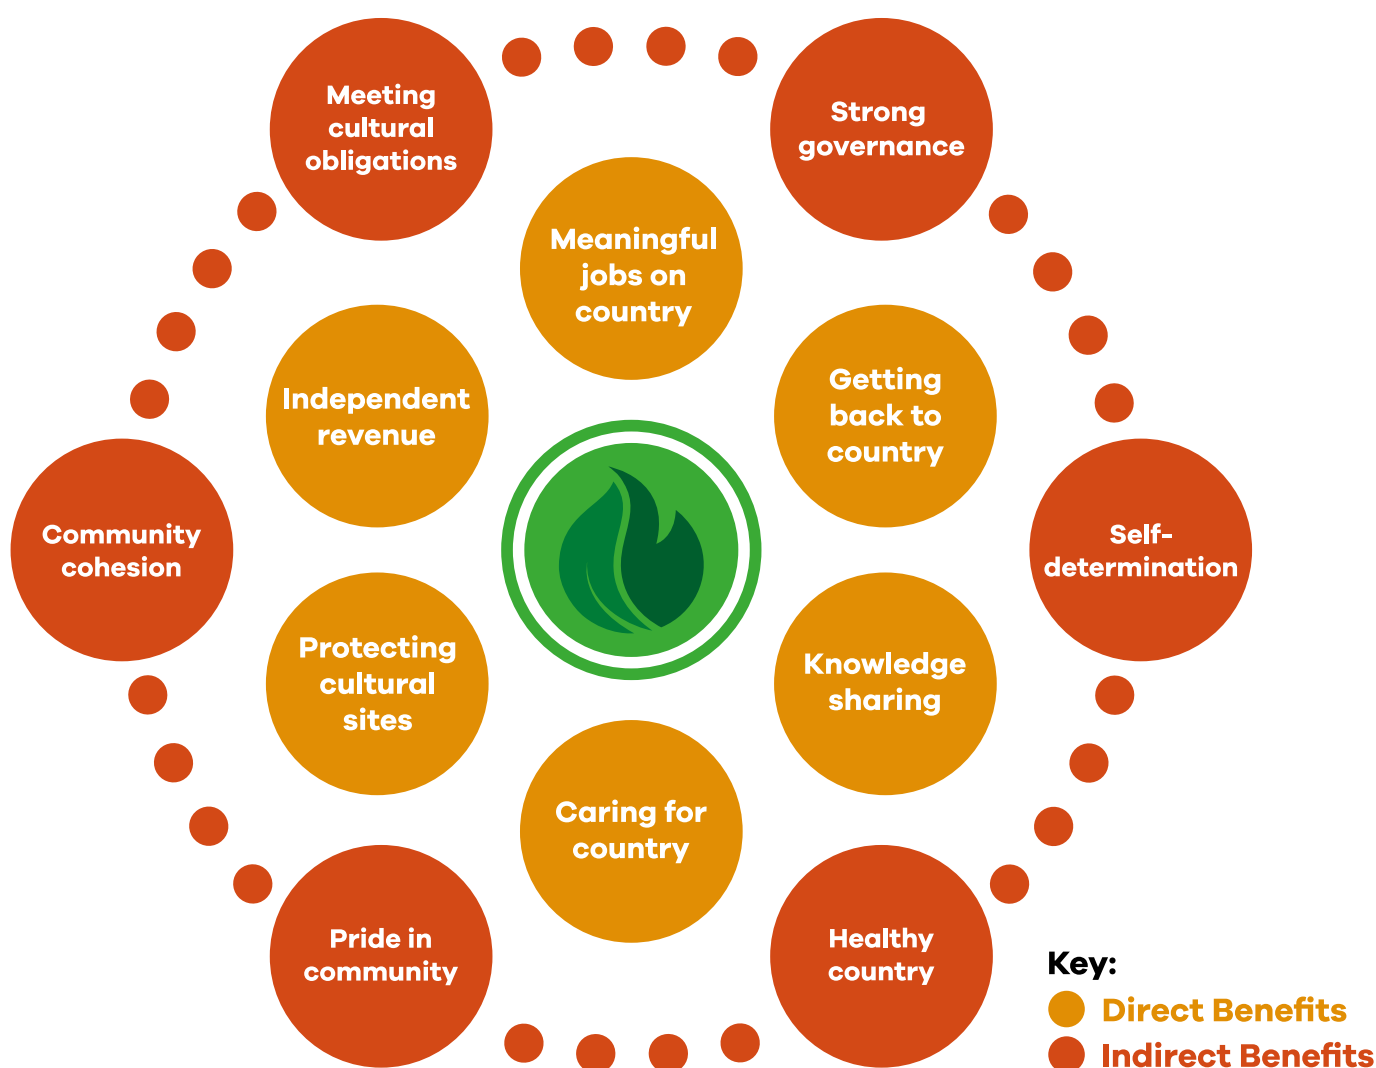 Meeting
cultural
obligations
Strong
governance
Meaningful
jobs on
country
Independent
revenue
Getting
back to
country
Community
cohesion
Self-
determination
Protecting
cultural
sites
Knowledge
sharing
Caring for
country
Pride in
community
Healthy
country
Key:
Direct Benefits
Indirect Benefits